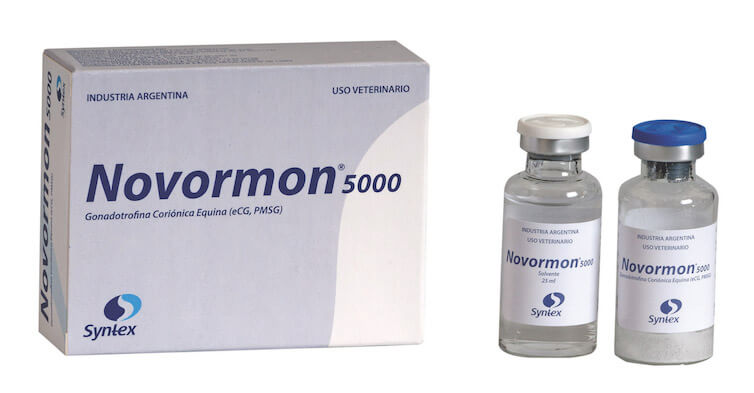 INDUSTRIA ARGENTINA
USO VETERINARIO
Novormon® 5000
Gonadotrofina Coriónica Equina (eCG, PMSG)
Syntex
Novormon 5000
Syntex
INDUSTRIA ARGENTINA
USO VETERINARIO
Novormon® 5000
Solvente
25 ml
Syntex
INDUSTRIA ARGENTINA
USO VETERINARIO
Novormon® 5000
Gonadotrofina Coriónica Equina (eCG, PMSG)
Syntex